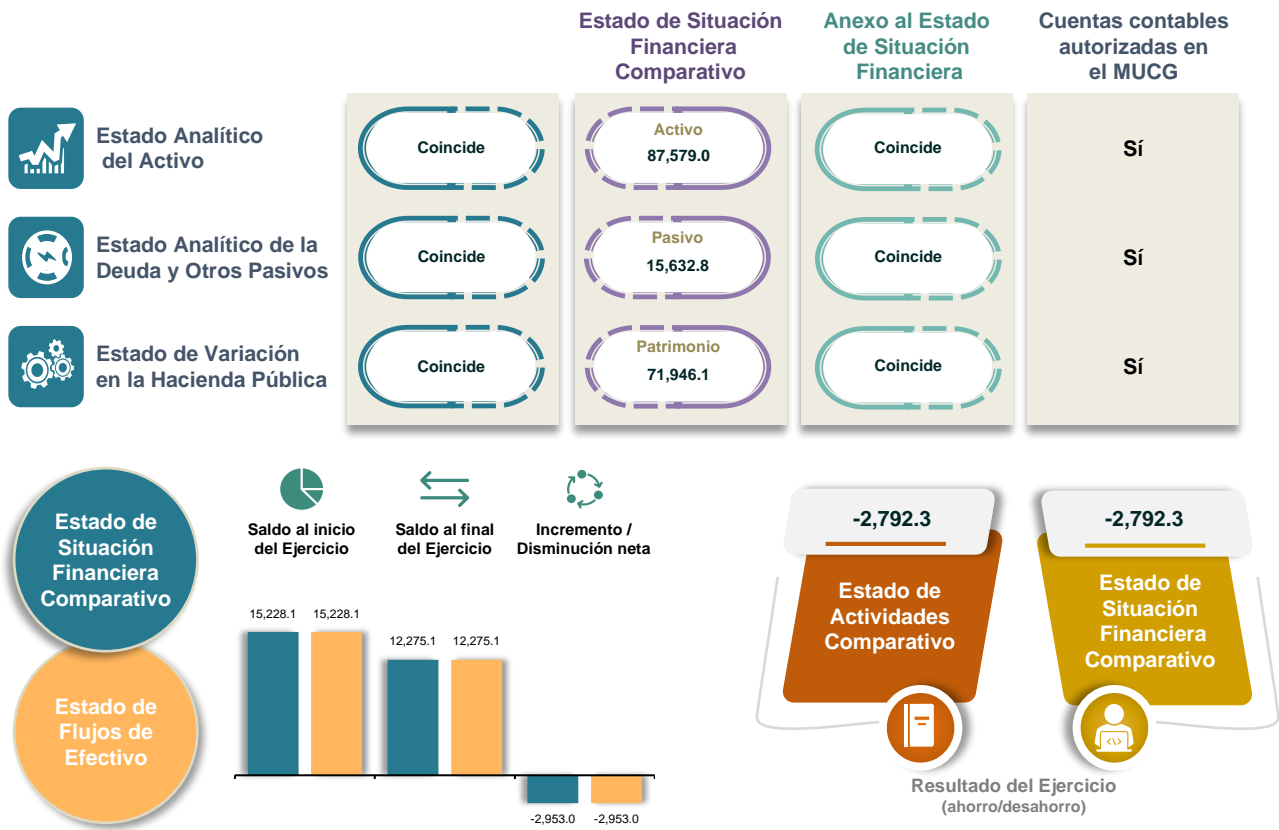 Estado de Situación
Financiera
Comparativo
Anexo al Estado
de Situación
Financiera
Cuentas contables
autorizadas en
el MUCG
Estado Analítico
del Activo
Coincide
Activo
87,579.0
Coincide
Sí
Estado Analítico de la
Deuda y Otros Pasivos
Coincide
Pasivo
15,632.8
Coincide
Sí
Estado de Variación
en la Hacienda Pública
Coincide
Patrimonio
71,946.1
Coincide
Sí
Estado de
Situación
Financiera
Comparativo
Estado de
Flujos de
Efectivo
Saldo al inicio
del Ejercicio
Saldo al final
del Ejercicio
Incremento /
Disminución neta
15,228.1 15,228.1
12,275.1 12,275.1
-2,953.0 -2,953.0
-2,792.3
Estado de
Actividades
Comparativo
-2,792.3
Estado de
Situación
Financiera
Comparativo
Resultado del Ejercicio
(ahorro/desahorro)